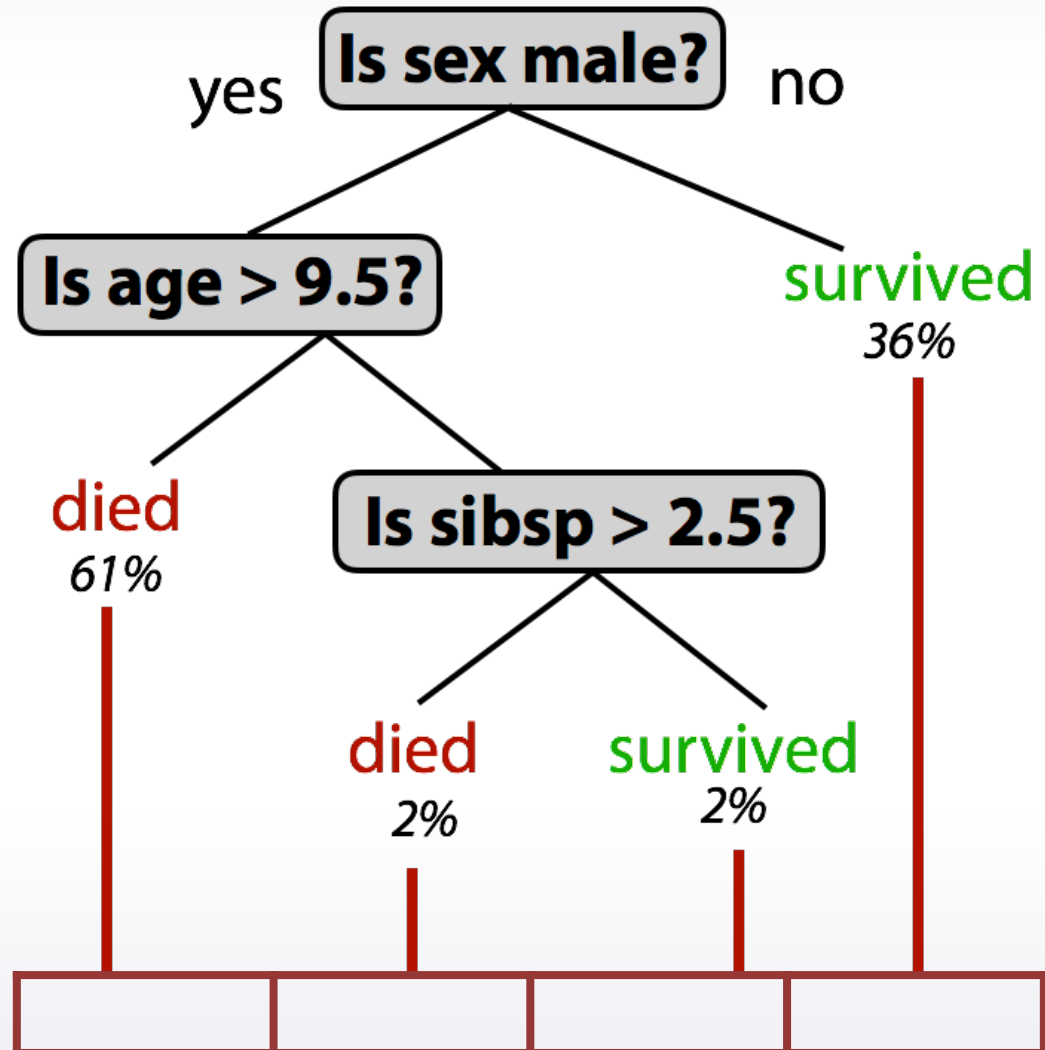 Is sex male?
yes
no
Is age > 9.5?
survived
36%
died
61%
Is sibsp > 2.5?
died
2%
survived
2%